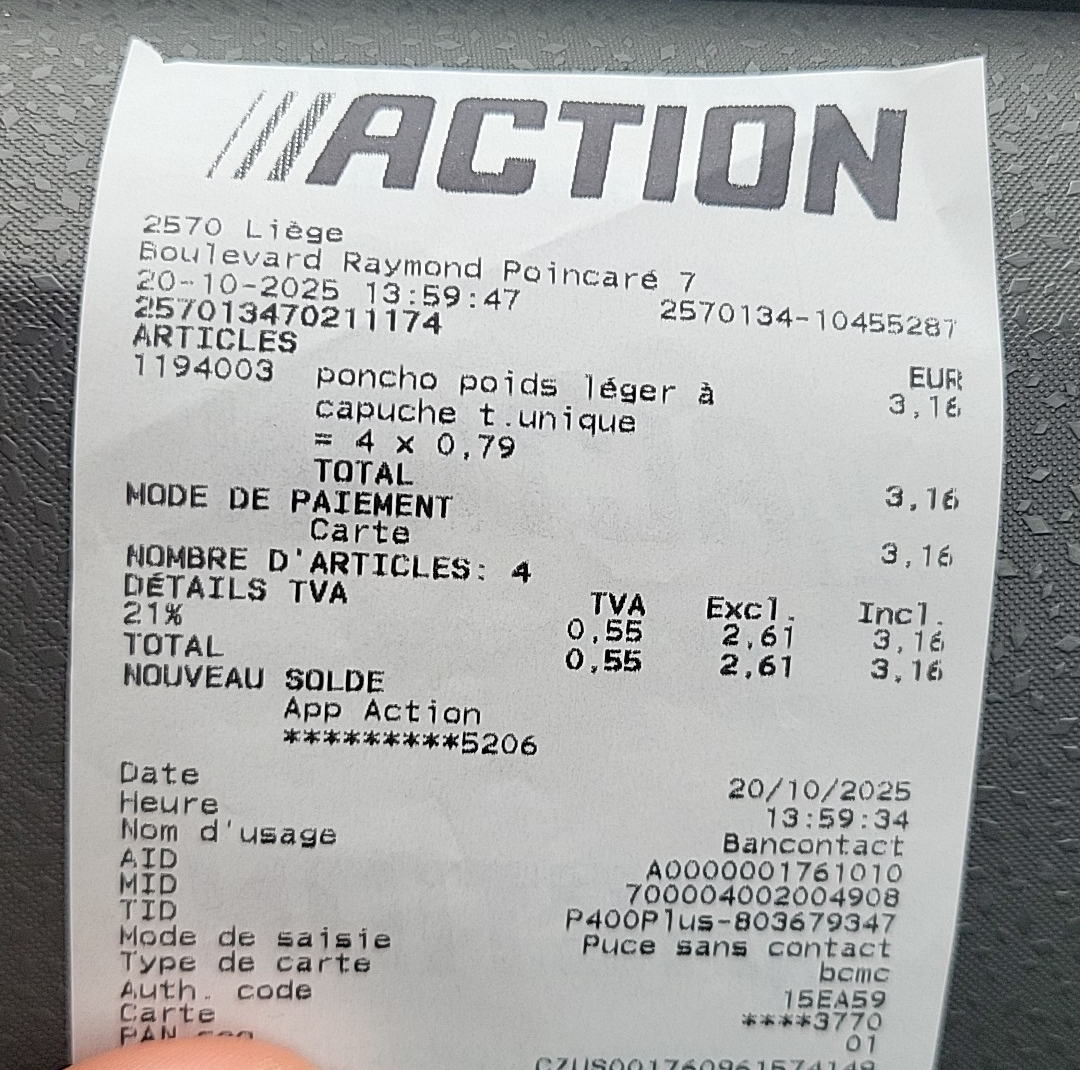 ACTION
2570 Liège
Boulevard Raymond Poincaré 7
20-10-2025 13:59:47 2570134-10455287
257013470211174
ARTICLES EUR
1194003 poncho poids léger à 3,16
capuche t.unique
= 4 x 0,79
TOTAL 3,16
MODE DE PAIEMENT
Carte 3,16
NOMBRE D'ARTICLES: 4
DÉTAILS TVA TVA Excl. Incl.
21% 0,55 2,61 3,16
TOTAL 0,55 2,61 3,16
NOUVEAU SOLDE
App Action
*********5206
Date 20/10/2025
Heure 13:59:34
Nom d'usage Bancontact
AID A0000001761010
MID 700004002004908
TID P400Plus-803679347
Mode de saisie Puce sans contact
Type de carte bcmc
Auth. code 15EA59
Carte ****3770
PAN 01